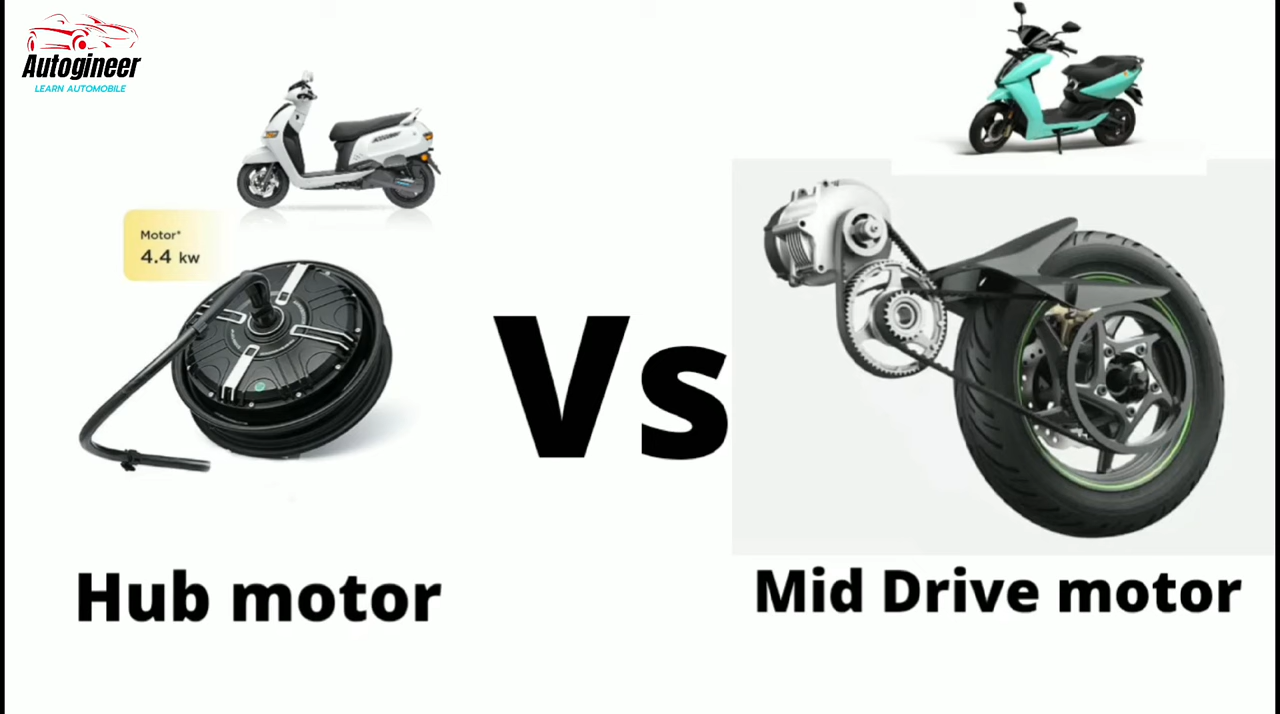 Autogineer
LEARN AUTOMOBILE
Motor*
4.4 kw
Vs
Hub motor
Mid Drive motor